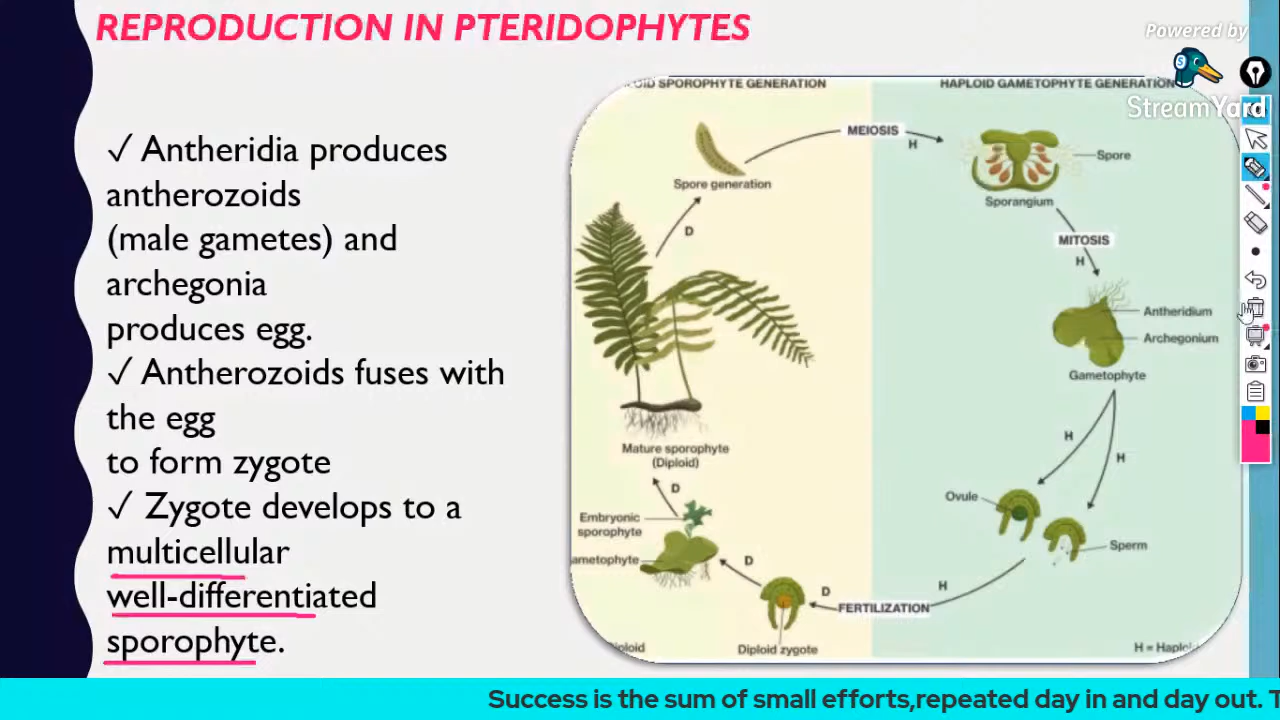 REPRODUCTION IN PTERIDOPHYTES
Powered by
StreamYard
✓ Antheridia produces
antherozoids
(male gametes) and
archegonia
produces egg.
✓ Antherozoids fuses with
the egg
to form zygote
✓ Zygote develops to a
multicellular
well-differentiated
sporophyte.
OID SPOROPHYTE GENERATION
HAPLOID GAMETOPHYTE GENERATION
MEIOSIS
H
Spore
Spore generation
Sporangium
D
MITOSIS
H
Antheridium
Archegonium
Gametophyte
Mature sporophyte
(Diploid)
H
H
D
Ovule
Embryonic
sporophyte
Sperm
ametophyte
D
H
D
FERTILIZATION
Diploid zygote
iploid
H = Haploi
Success is the sum of small efforts,repeated day in and day out. T